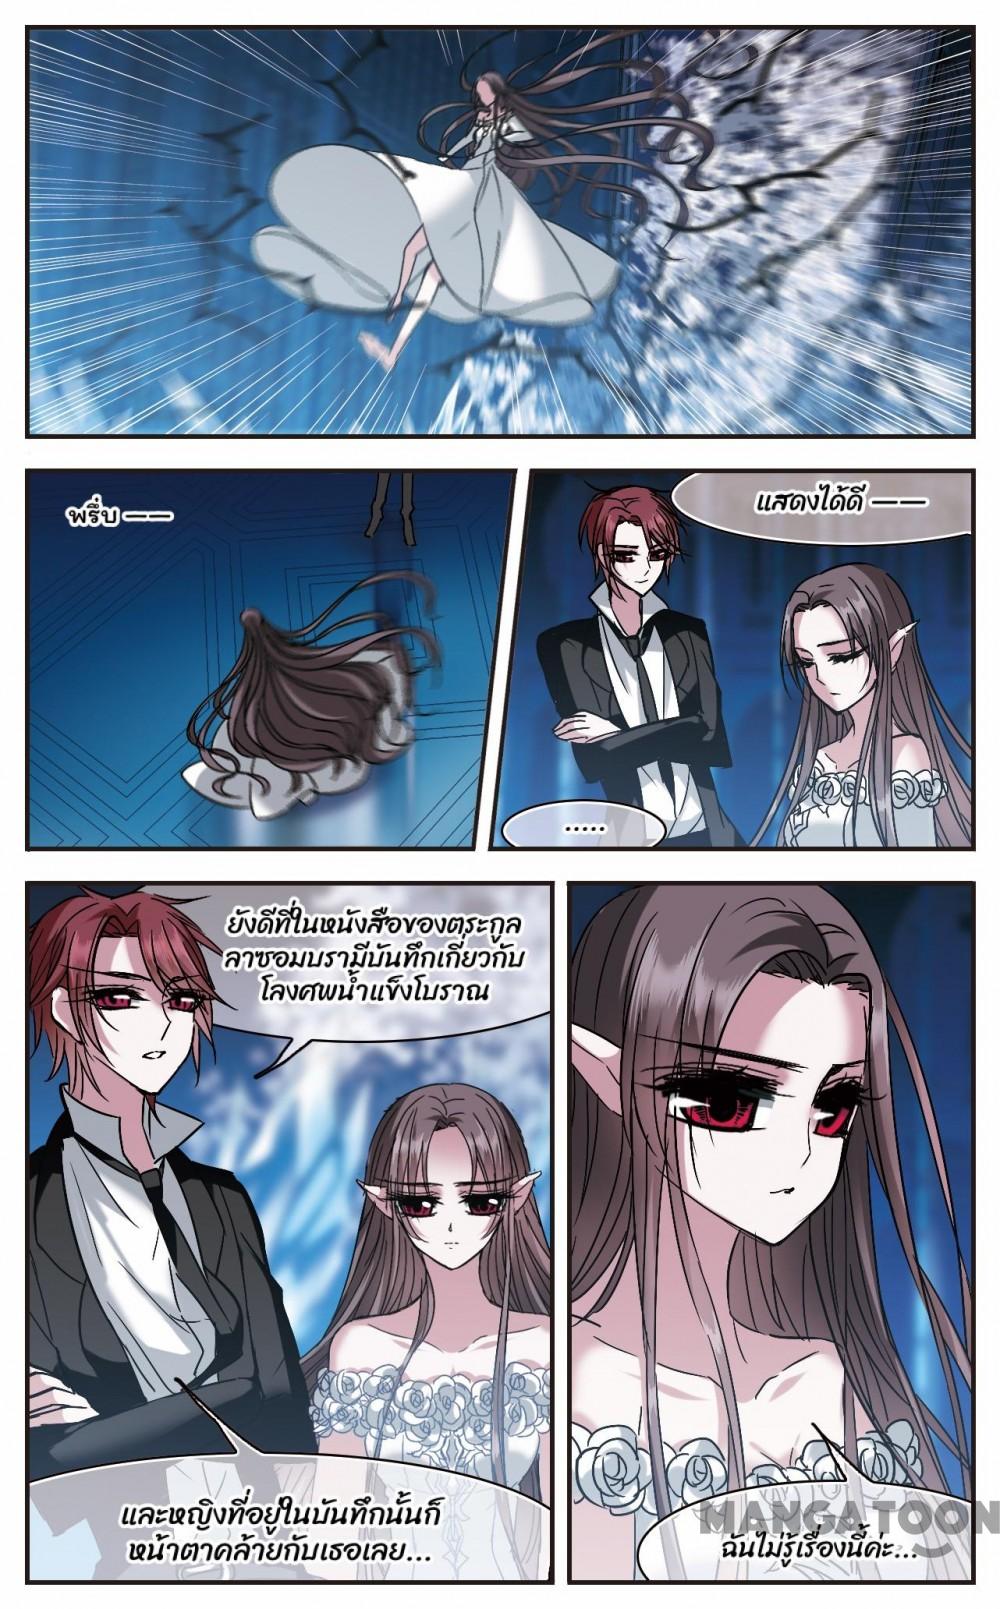 พรึ่บ ——
แสดงได้ดี ——
.....
ยังดีที่ในหนังสือของตระกูล
ลาซอมบรามีบันทึกเกี่ยวกับ
โลงศพน้ำแข็งโบราณ
และหญิงที่อยู่ในบันทึกนั้นก็
หน้าตาคล้ายกับเธอเลย...
MANGATOON
ฉันไม่รู้เรื่องนี้ค่ะ...